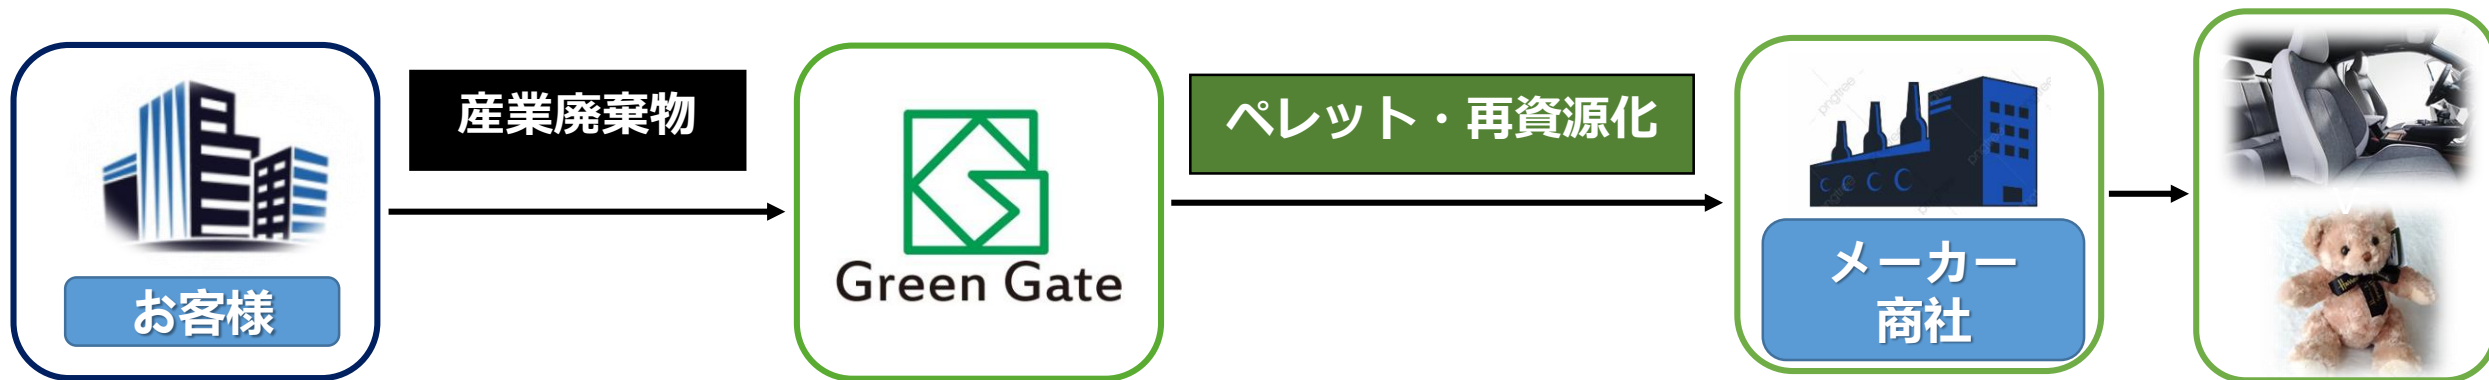 お客様
産業廃棄物
Green Gate
ペレット・再資源化
メーカー
商社